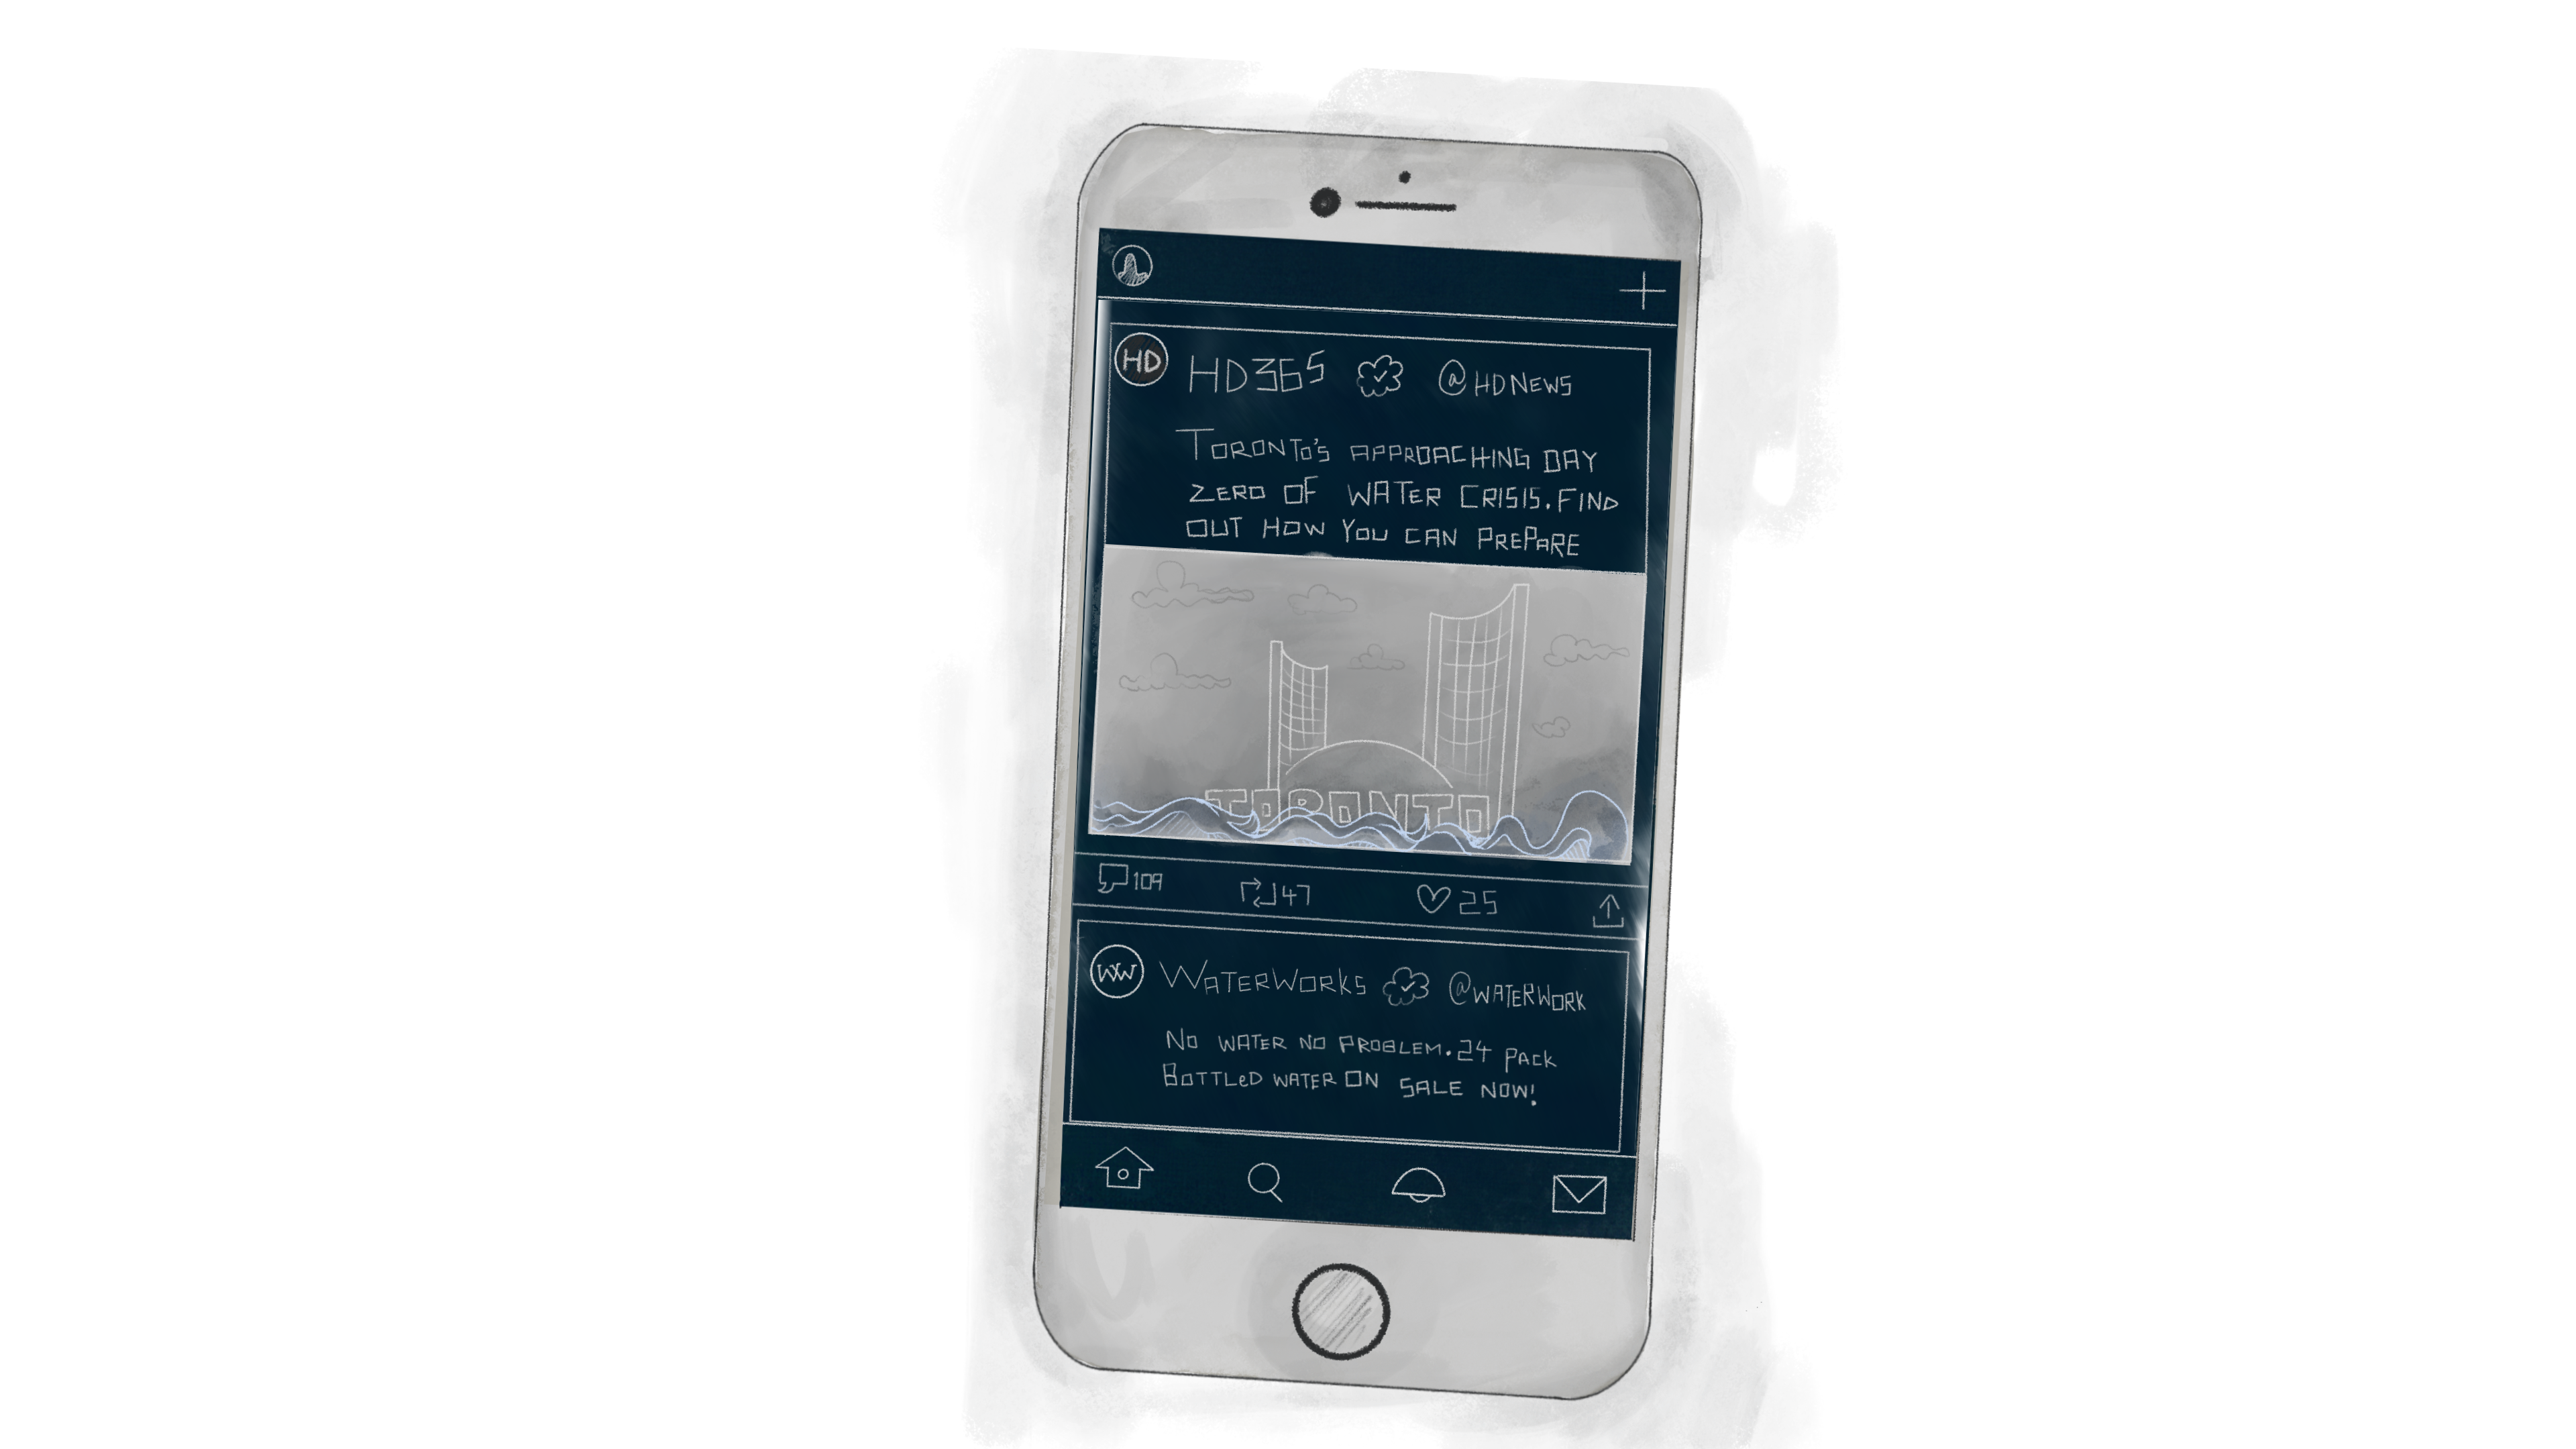 HD HD365 @HDNEWS
TORONTO'S APPROACHING DAY
ZERO OF WATER CRISIS. FIND
OUT HOW YOU CAN PREPARE
TORONTO
109 47 25
WW WATERWORKS @WATERWORK
NO WATER NO PROBLEM. 24 PACK
BOTTLED WATER ON SALE NOW!